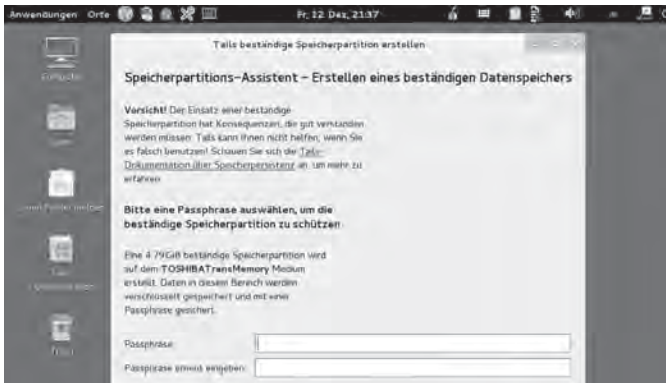 Anwendungen Orte
Fr, 12. Dez, 21:37
Tails beständige Speicherpartition erstellen
Computer
Speicherpartitions-Assistent – Erstellen eines beständigen Datenspeichers
Vorsicht! Der Einsatz einer beständige
Speicherpartition hat Konsequenzen, die gut verstanden
werden müssen. Tails kann Ihnen nicht helfen, wenn Sie
es falsch benutzen! Schauen Sie sich die Tails-
Dokumentation über Speicherpersistenz an, um mehr zu
erfahren.
Bitte eine Passphrase auswählen, um die
beständige Speicherpartition zu schützen
Eine 4.79GiB beständige Speicherpartition wird
auf dem TOSHIBATransMemory Medium
erstellt. Daten in diesem Bereich werden
verschlüsselt gespeichert und mit einer
Passphrase gesichert.
Passphrase:
Passphrase erneut eingeben: